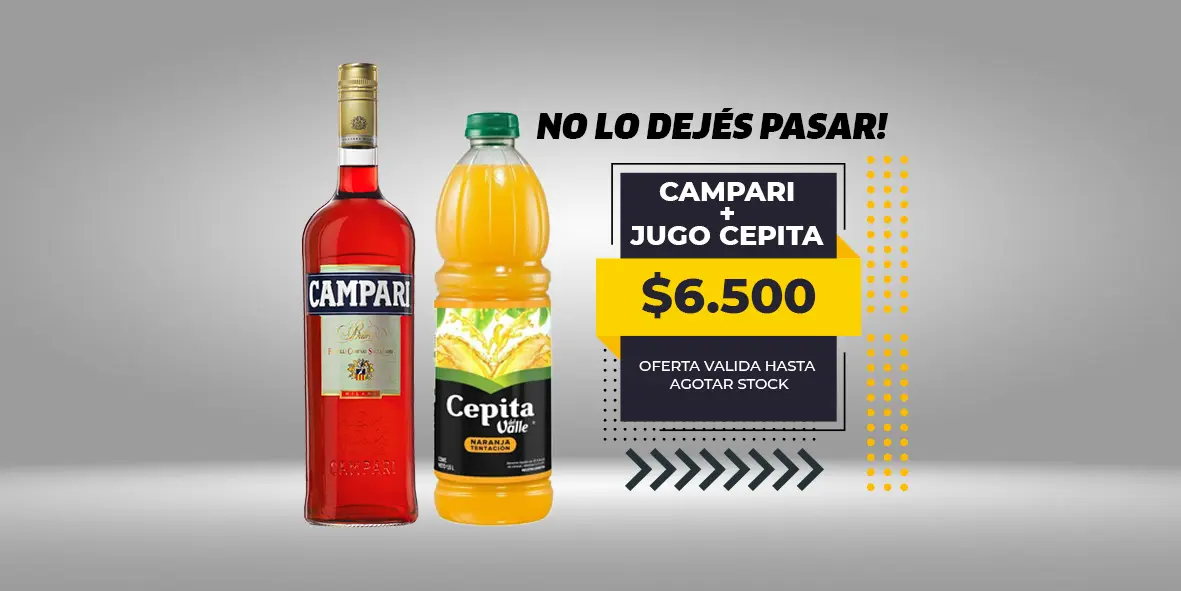 NO LO DEJÉS PASAR!
CAMPARI
+
JUGO CEPITA
$6.500
OFERTA VALIDA HASTA
AGOTAR STOCK
CAMPARI
MILANO
CAMPARI
Cepita
del Valle
NARANJA
TENTACIÓN